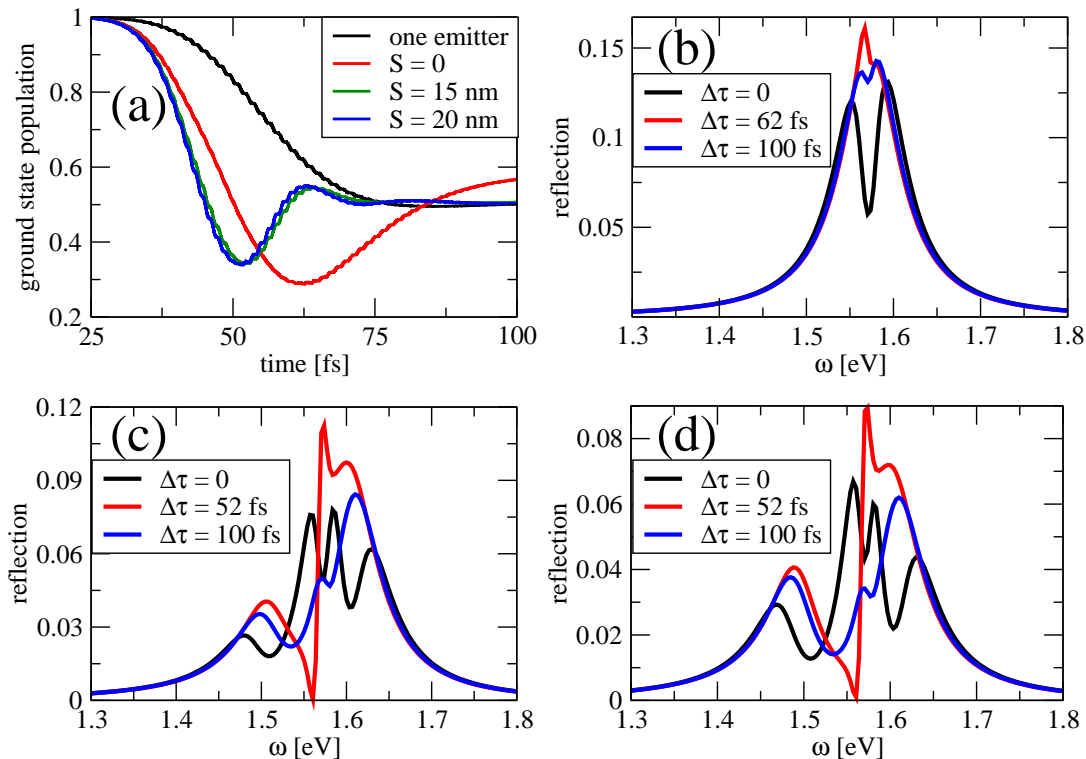 (a)
ground state population
1
0.8
0.6
0.4
0.2
25
50
75
100
time [fs]
one emitter
S = 0
S = 15 nm
S = 20 nm
(b)
reflection
0.15
0.1
0.05
1.3
1.4
1.5
1.6
1.7
1.8
ω [eV]
Δτ = 0
Δτ = 62 fs
Δτ = 100 fs
(c)
reflection
0.12
0.09
0.06
0.03
0
1.3
1.4
1.5
1.6
1.7
1.8
ω [eV]
Δτ = 0
Δτ = 52 fs
Δτ = 100 fs
(d)
reflection
0.08
0.06
0.04
0.02
0
1.3
1.4
1.5
1.6
1.7
1.8
ω [eV]
Δτ = 0
Δτ = 52 fs
Δτ = 100 fs